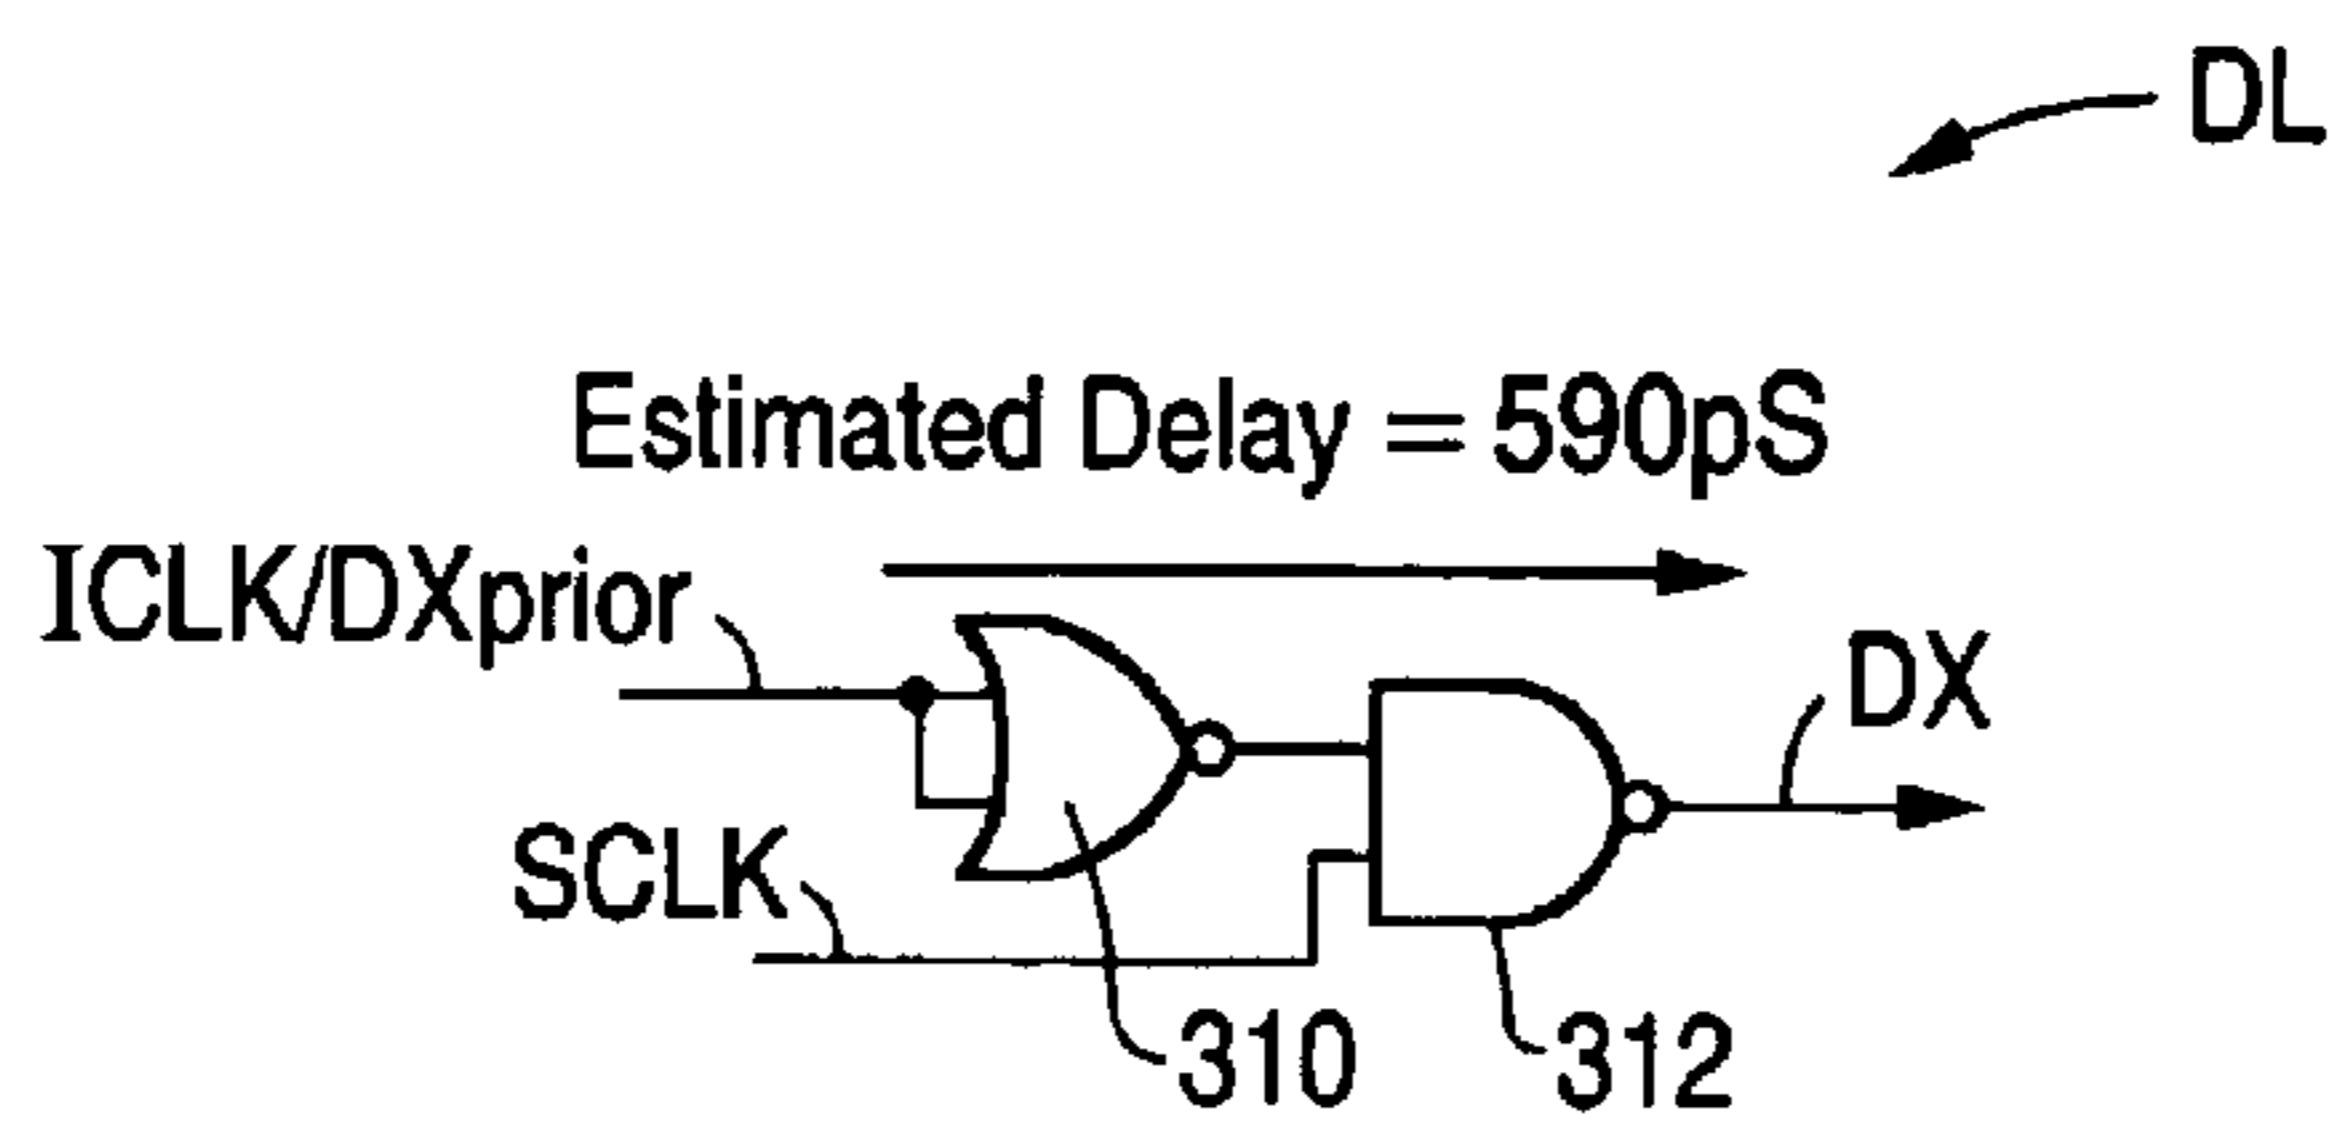 DL
Estimated Delay = 590pS
ICLK/DXprior
DX
SCLK
310
312